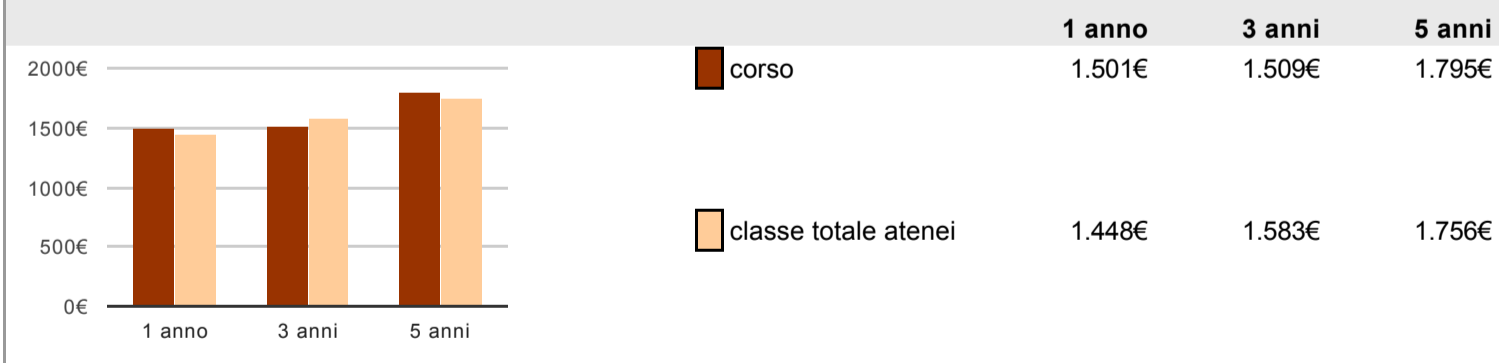 1 anno 3 anni 5 anni
2000€
1500€
1000€
500€
0€
1 anno 3 anni 5 anni
corso 1.501€ 1.509€ 1.795€
classe totale atenei 1.448€ 1.583€ 1.756€